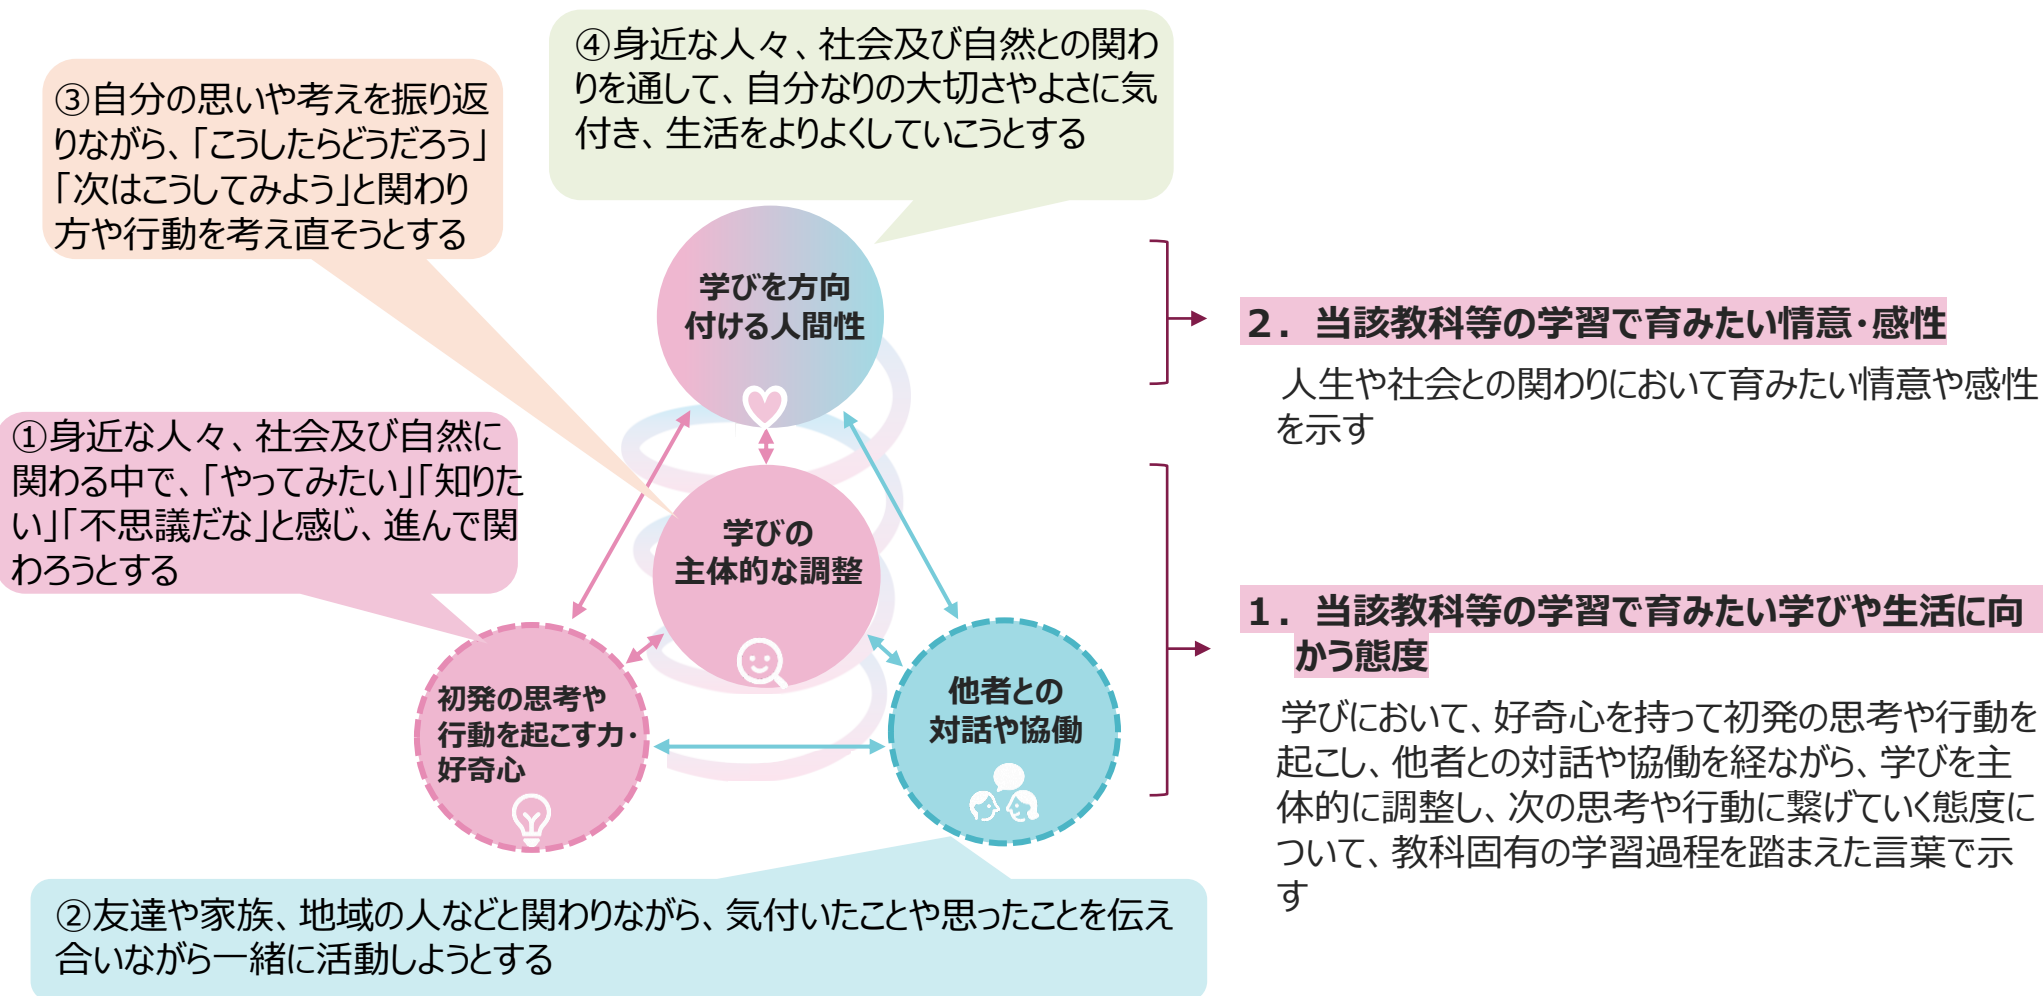 ④身近な人々、社会及び自然との関わ
りを通して、自分なりの大切さやよさに気
付き、生活をよりよくしていこうとする
③自分の思いや考えを振り返
りながら、「こうしたらどうだろう」
「次はこうしてみよう」と関わり
方や行動を考え直そうとする
①身近な人々、社会及び自然に
関わる中で、「やってみたい」「知りた
い」「不思議だな」と感じ、進んで関
わろうとする
学びを方向
付ける人間性
学びの
主体的な調整
初発の思考や
行動を起こす力・
好奇心
他者との
対話や協働
②友達や家族、地域の人などと関わりながら、気付いたことや思ったことを伝え
合いながら一緒に活動しようとする
２．当該教科等の学習で育みたい情意・感性
人生や社会との関わりにおいて育みたい情意や感性
を示す
１．当該教科等の学習で育みたい学びや生活に向
かう態度
学びにおいて、好奇心を持って初発の思考や行動を
起こし、他者との対話や協働を経ながら、学びを主
体的に調整し、次の思考や行動に繋げていく態度に
ついて、教科固有の学習過程を踏まえた言葉で示
す